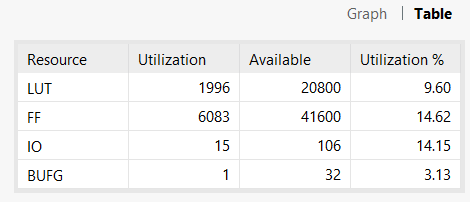 Graph | Table
Resource Utilization Available Utilization %
LUT 1996 20800 9.60
FF 6083 41600 14.62
IO 15 106 14.15
BUFG 1 32 3.13